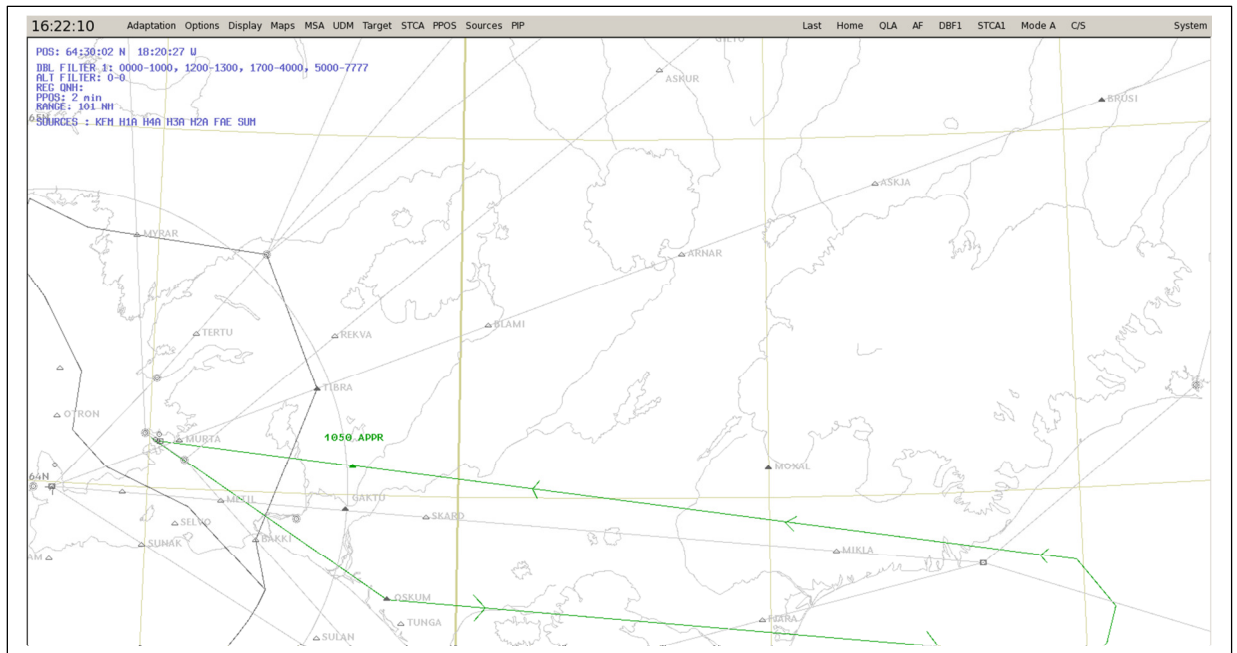 16:22:10 Adaptation Options Display Maps MSA UDM Target STCA PPOS Sources PIP Last Home QLA AF DBF1 STCA1 Mode A C/S System
POS: 64:30:02 N 18:20:27 W
DBL FILTER 1: 0000-1000, 1200-1300, 1700-4000, 5000-7777
ALT FILTER: 0-0
REG QNH:
PPOS: 2 min
RANGE: 101 NM
SOURCES : KFM H1A H4A H3A H2A FAE SUM
ASKUR
BRUSI
ASKJA
MYRAR
ARNAR
BLAMI
TERTU
REKVA
TIBRA
OTRON
1050 APPR
MURTA
MOXAL
64N
METIL
GAKTU
SKARD
SELVO
BAKKI
SUNAK
MIKLA
AM
OSKUM
TUNGA
EJARA
SULAN